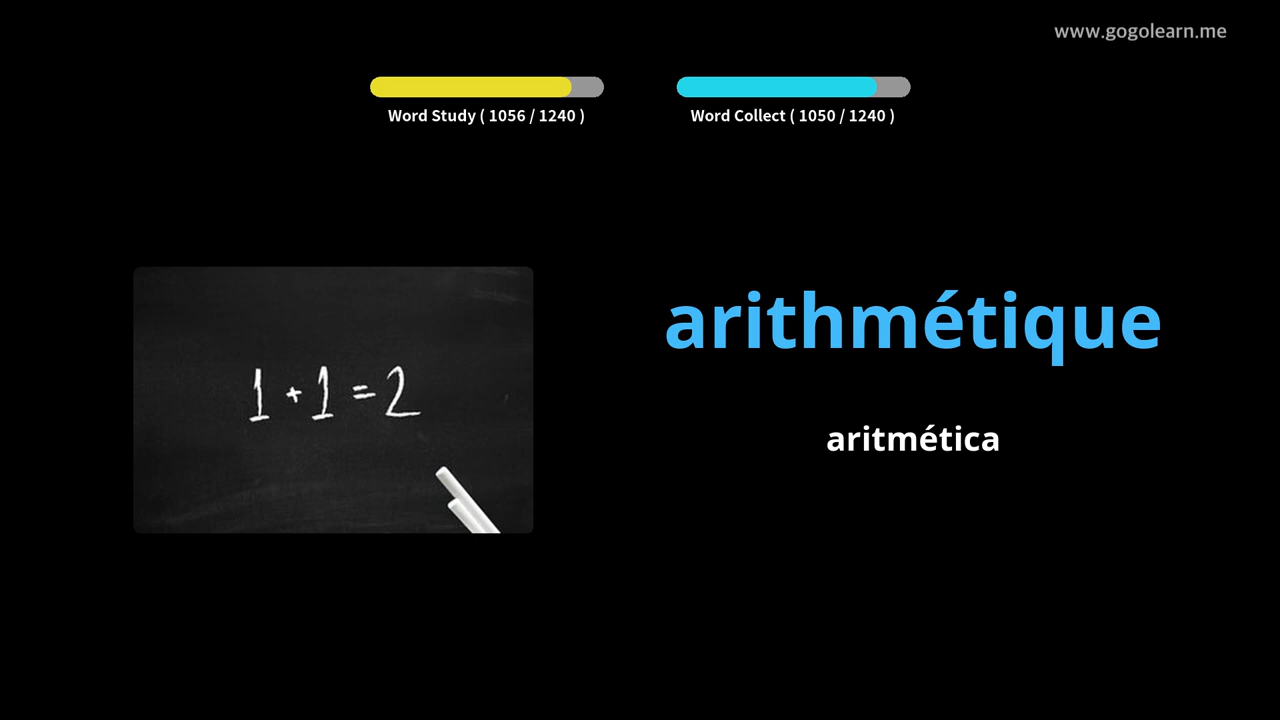 www.gogolearn.me
Word Study ( 1056 / 1240 )
Word Collect ( 1050 / 1240 )
1 + 1 = 2
arithmétique
aritmética